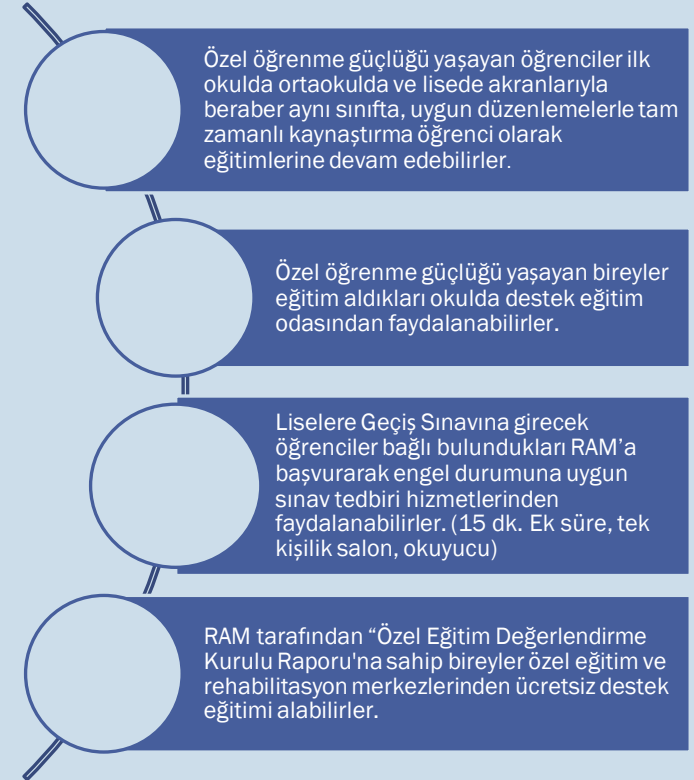 Özel öğrenme güçlüğü yaşayan öğrenciler ilk
okulda ortaokulda ve lisede akranlarıyla
beraber aynı sınıfta, uygun düzenlemelerle tam
zamanlı kaynaştırma öğrenci olarak
eğitimlerine devam edebilirler.
Özel öğrenme güçlüğü yaşayan bireyler
eğitim aldıkları okulda destek eğitim
odasından faydalanabilirler.
Liselere Geçiş Sınavına girecek
öğrenciler bağlı bulundukları RAM’a
başvurarak engel durumuna uygun
sınav tedbiri hizmetlerinden
faydalanabilirler. (15 dk. Ek süre, tek
kişilik salon, okuyucu)
RAM tarafından “Özel Eğitim Değerlendirme
Kurulu Raporu'na sahip bireyler özel eğitim ve
rehabilitasyon merkezlerinden ücretsiz destek
eğitimi alabilirler.